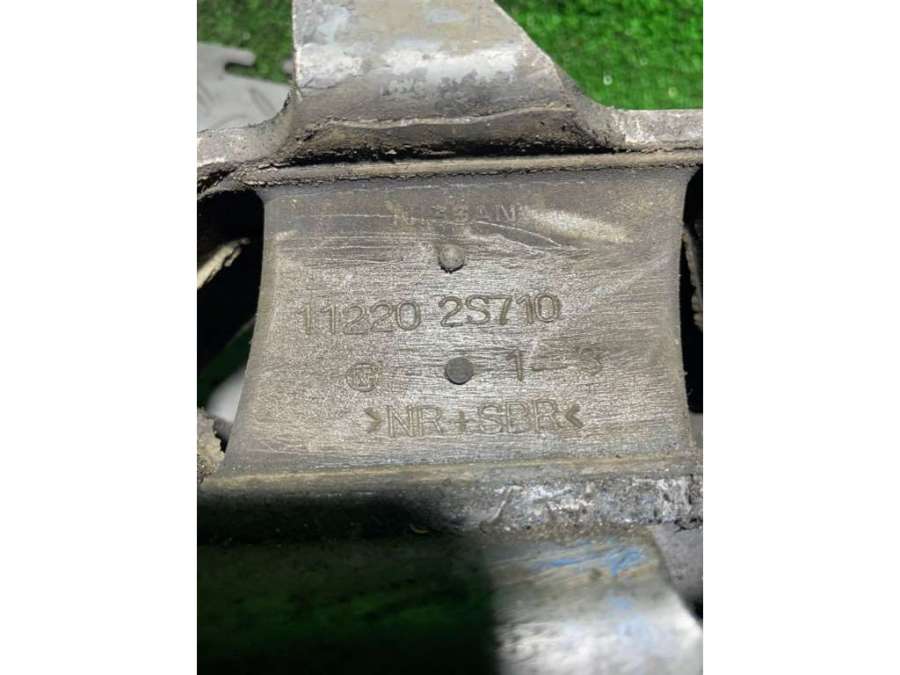 NISSAN
11220 2S710
G 1-3
>NR+SBR<